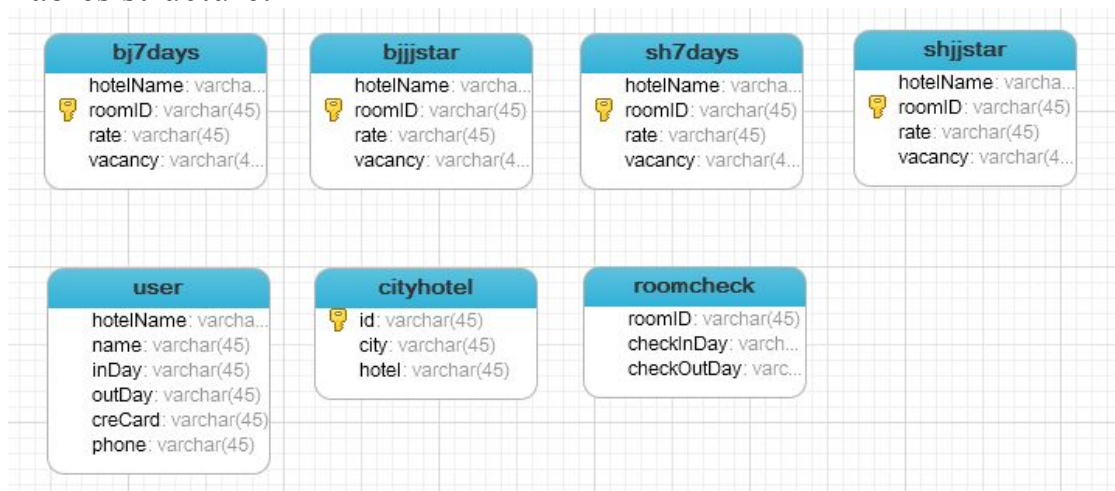 bj7days
hotelName: varcha...
roomID: varchar(45)
rate: varchar(45)
vacancy: varchar(4...
bjjjstar
hotelName: varcha...
roomID: varchar(45)
rate: varchar(45)
vacancy: varchar(4...
sh7days
hotelName: varcha...
roomID: varchar(45)
rate: varchar(45)
vacancy: varchar(4...
shjjstar
hotelName: varcha...
roomID: varchar(45)
rate: varchar(45)
vacancy: varchar(4...
user
hotelName: varcha...
name: varchar(45)
inDay: varchar(45)
outDay: varchar(45)
creCard: varchar(45)
phone: varchar(45)
cityhotel
id: varchar(45)
city: varchar(45)
hotel: varchar(45)
roomcheck
roomID: varchar(45)
checkInDay: varch...
checkOutDay: varc...